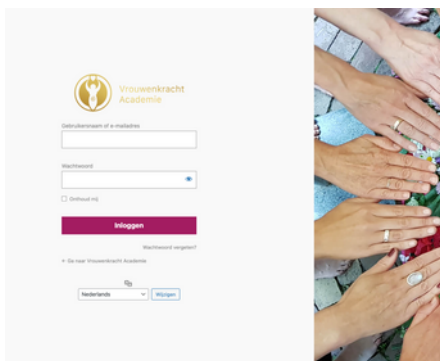 Vrouwenkracht
Academie
Gebruikersnaam of e-mailadres
Wachtwoord
Onthoud mij
Inloggen
Wachtwoord vergeten?
← Ga naar Vrouwenkracht Academie
Nederlands
Wijzigen